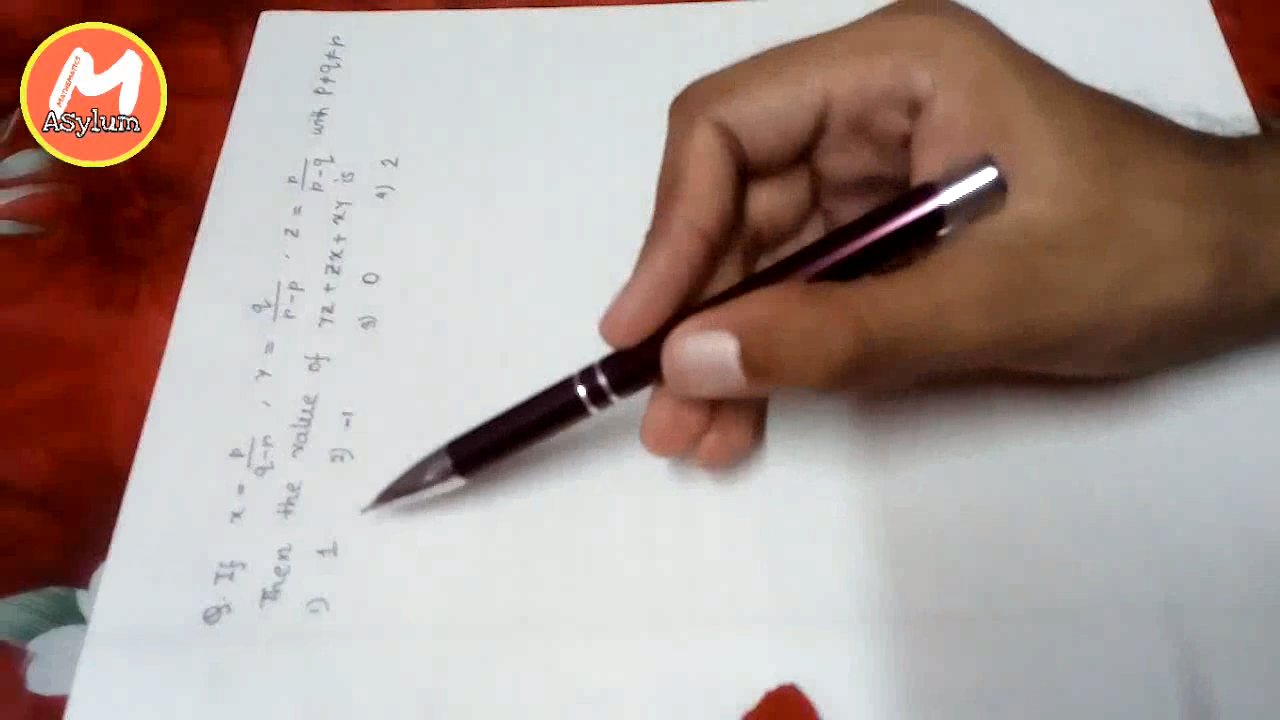 MATHEMATICS
ASylum
Q. If x = p/q-r , y = q/r-p , z = r/r-q with p≠q≠r
Then the value of yz + zx + xy is
1) 1 2) -1 3) 0 4) 2